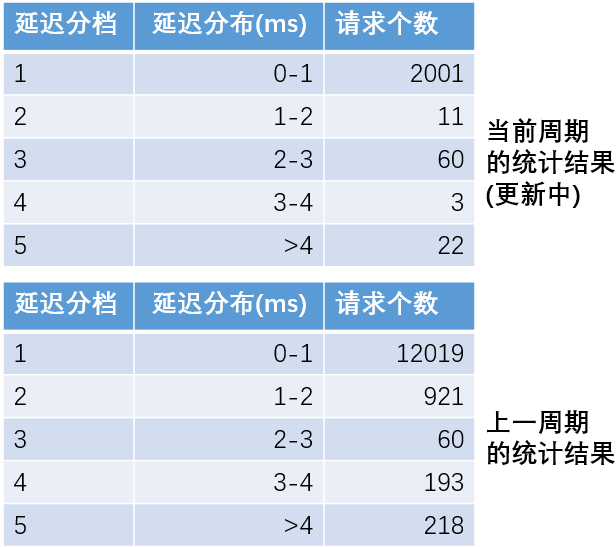 延迟分档 延迟分布(ms) 请求个数
1 0-1 2001
2 1-2 11
3 2-3 60
4 3-4 3
5 >4 22
当前周期
的统计结果
(更新中)
延迟分档 延迟分布(ms) 请求个数
1 0-1 12019
2 1-2 921
3 2-3 60
4 3-4 193
5 >4 218
上一周期
的统计结果